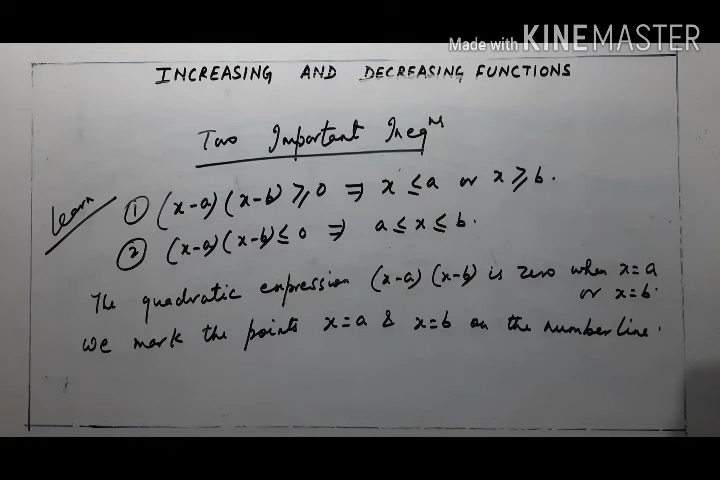 Made with KINEMASTER
INCREASING AND DECREASING FUNCTIONS
Two Important Ineqns
Learn
① (x-a)(x-b) ≥ 0 ⇒ x ≤ a or x ≥ b.
② (x-a)(x-b) ≤ 0 ⇒ a ≤ x ≤ b.
The quadratic expression (x-a)(x-b) is zero when x=a
or x=b.
We mark the points x=a & x=b on the number line.